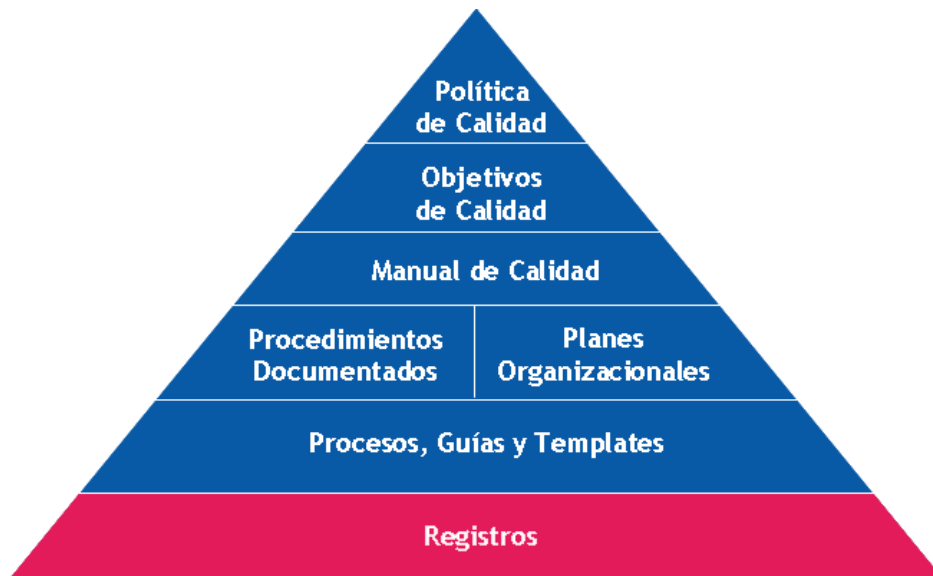 Política
de Calidad
Objetivos
de Calidad
Manual de Calidad
Procedimientos
Documentados
Planes
Organizacionales
Procesos, Guías y Templates
Registros